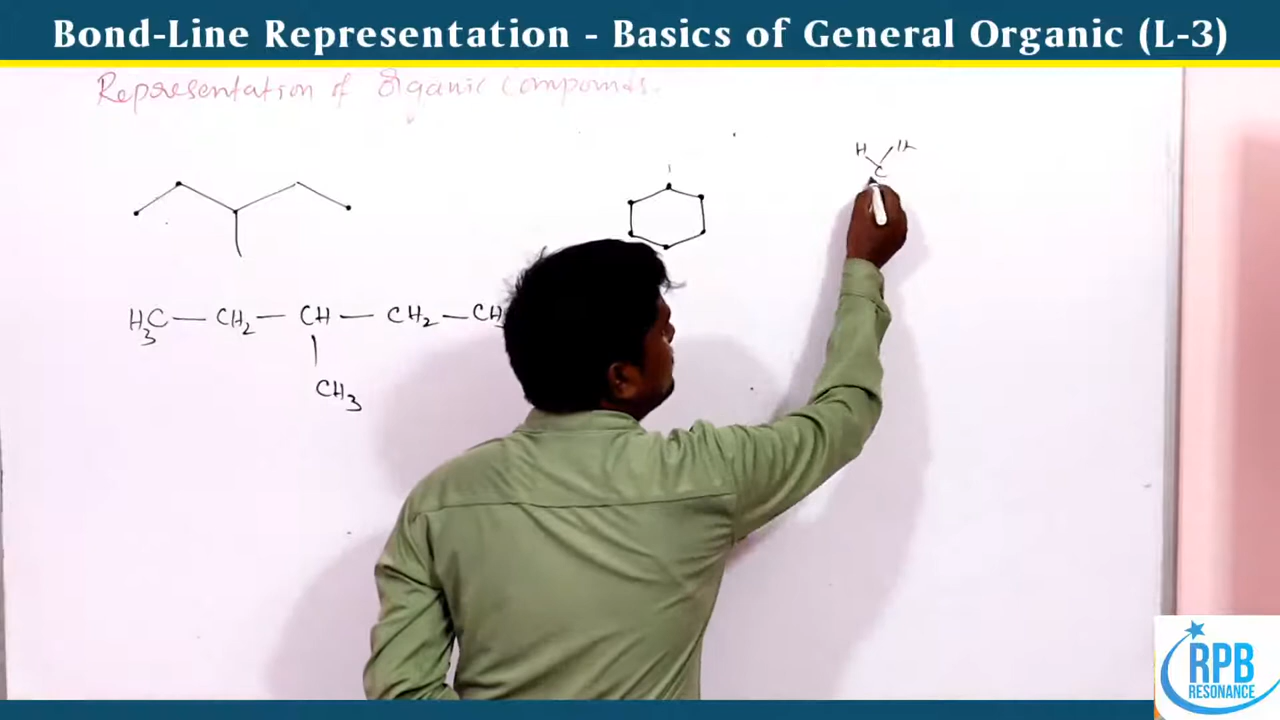 Bond-Line Representation - Basics of General Organic (L-3)
Representation of Organic Compounds.
H
C
H₃C — CH₂ — CH — CH₂ — CH
CH₃
RPB
RESONANCE